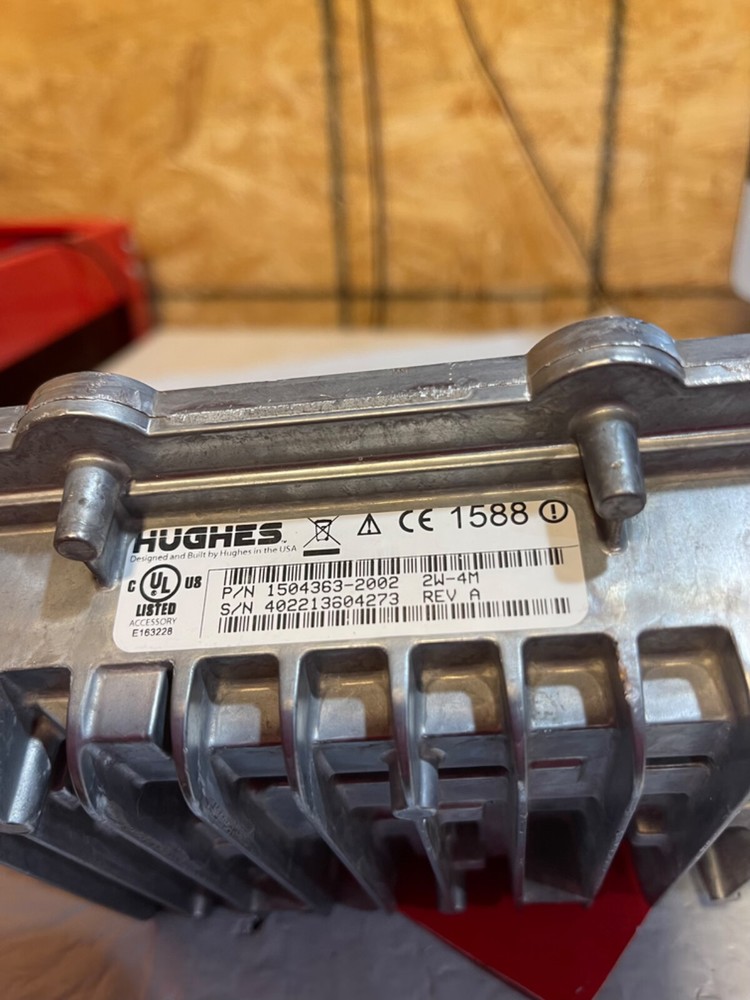 HUGHES™
Designed and Built by Hughes in the USA
CE 1588
C UL US
LISTED
ACCESSORY
E163228
P/N 1504363-2002 2W-4M
S/N 402213604273 REV A